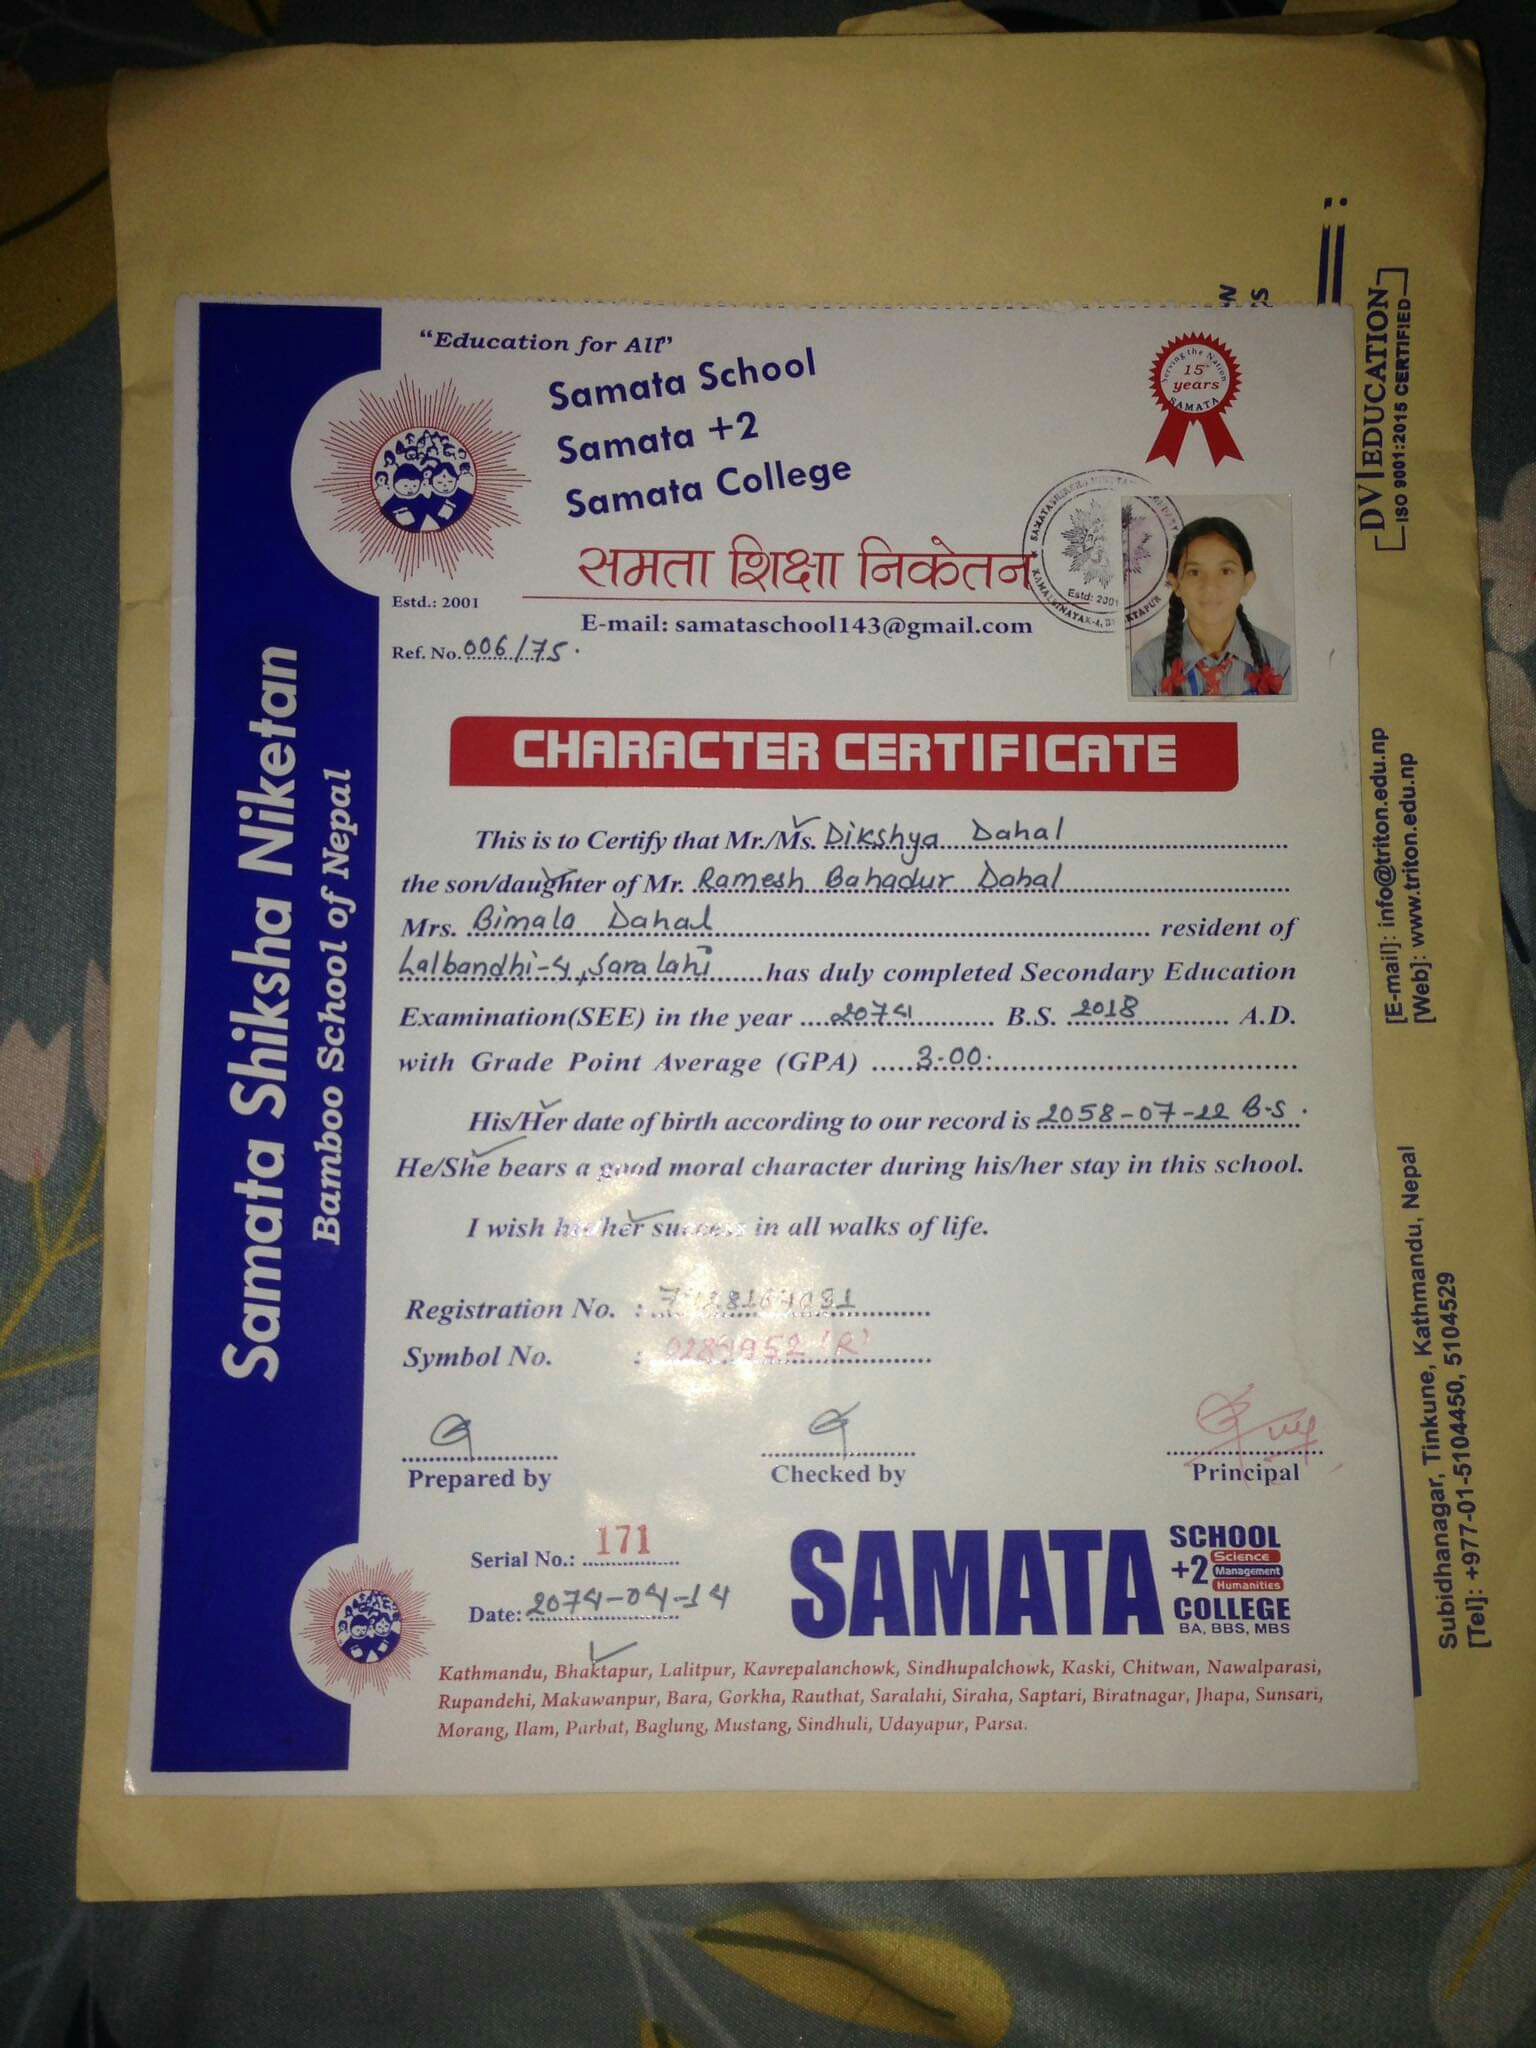 "Education for All"
Samata School
Samata +2
Samata College
समता शिक्षा निकेतन
Estd.: 2001
E-mail: samataschool143@gmail.com
Ref. No. 006/75.
Serving the Nation
15 years
SAMATA
Estd: 2001
CHARACTER CERTIFICATE
This is to Certify that Mr./Ms. Dikshya Dahal
the son/daughter of Mr. Ramesh Bahadur Dahal
Mrs. Bimala Dahal resident of
Lalbandhi-4, Sarlahi has duly completed Secondary Education
Examination(SEE) in the year 2074 B.S. 2018 A.D.
with Grade Point Average (GPA) 3.00.
His/Her date of birth according to our record is 2058-07-22 B.S.
He/She bears a good moral character during his/her stay in this school.
I wish his/her success in all walks of life.
Registration No. :
Symbol No. :
Prepared by
Checked by
Principal
Serial No.: 171
Date: 2074-04-14
SAMATA
SCHOOL
+2 Science
Management
Humanities
COLLEGE
BA, BBS, MBS
Kathmandu, Bhaktapur, Lalitpur, Kavrepalanchowk, Sindhupalchowk, Kaski, Chitwan, Nawalparasi,
Rupandehi, Makawanpur, Bara, Gorkha, Rauthat, Saralahi, Siraha, Saptari, Biratnagar, Jhapa, Sunsari,
Morang, Ilam, Parbat, Baglung, Mustang, Sindhuli, Udayapur, Parsa.
Samata Shiksha Niketan
Bamboo School of Nepal
DV EDUCATION
ISO 9001:2015 CERTIFIED
[E-mail]: info@triton.edu.np
[Web]: www.triton.edu.np
Subidhanagar, Tinkune, Kathmandu, Nepal
[Tel]: +977-01-5104450, 5104529